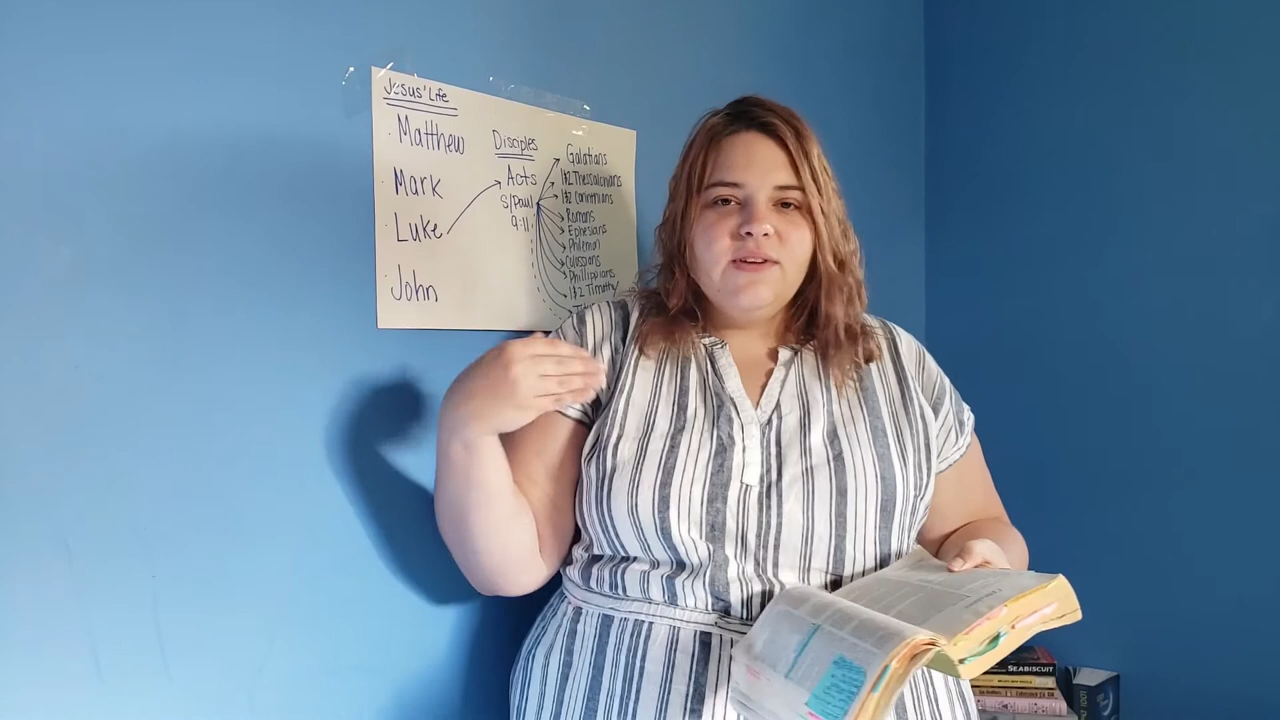 Jesus' Life
Matthew
Mark
Luke
John
Disciples
Acts
S/Paul
9:11
Galatians
1&2 Thessalonians
1&2 Corinthians
Romans
Ephesians
Philemon
Colossians
Phillippians
1&2 Timothy
SEABISCUIT